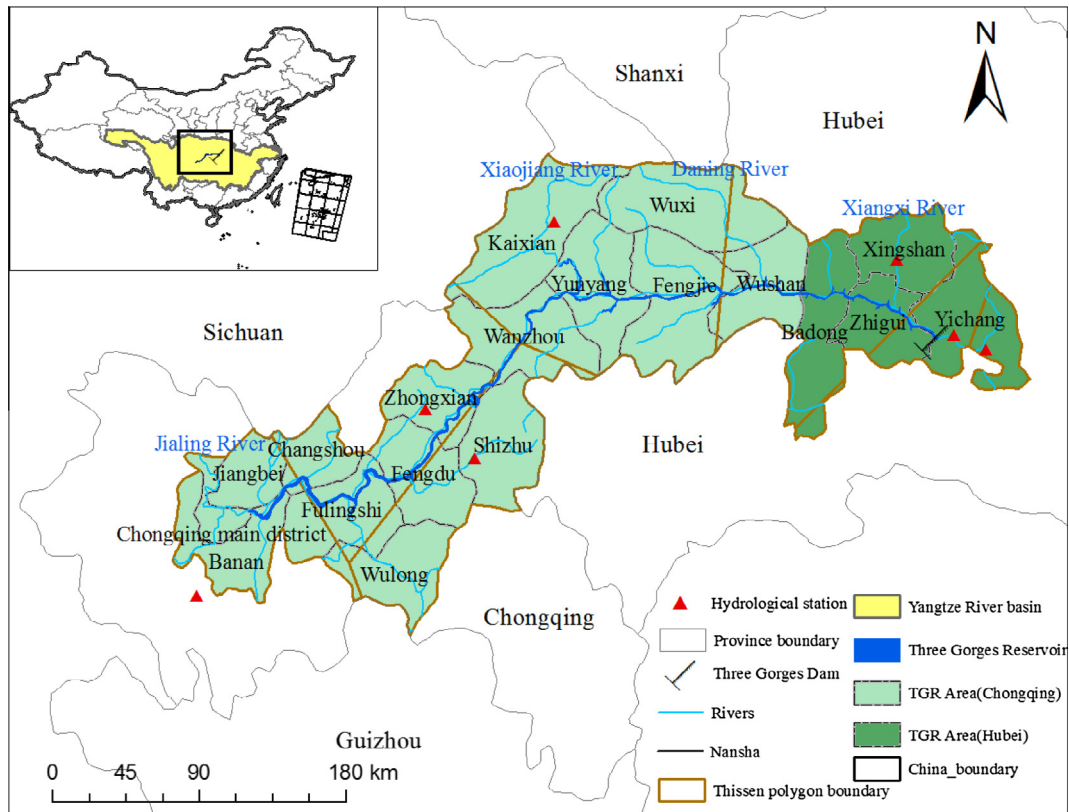 N
Shanxi
Hubei
Xiaojiang River
Daning River
Wuxi
Xiangxi River
Kaixian
Xingshan
Yunyang
Fengjie
Wushan
Sichuan
Wanzhou
Badong
Zhigui
Yichang
Zhongxian
Hubei
Jialing River
Changshou
Shizhu
Jiangbei
Fengdu
Fulingshi
Chongqing main district
Banan
Wulong
Chongqing
Guizhou
0 45 90 180 km
Hydrological station
Province boundary
Three Gorges Dam
Rivers
Nansha
Thissen polygon boundary
Yangtze River basin
Three Gorges Reservoir
TGR Area(Chongqing)
TGR Area(Hubei)
China_boundary